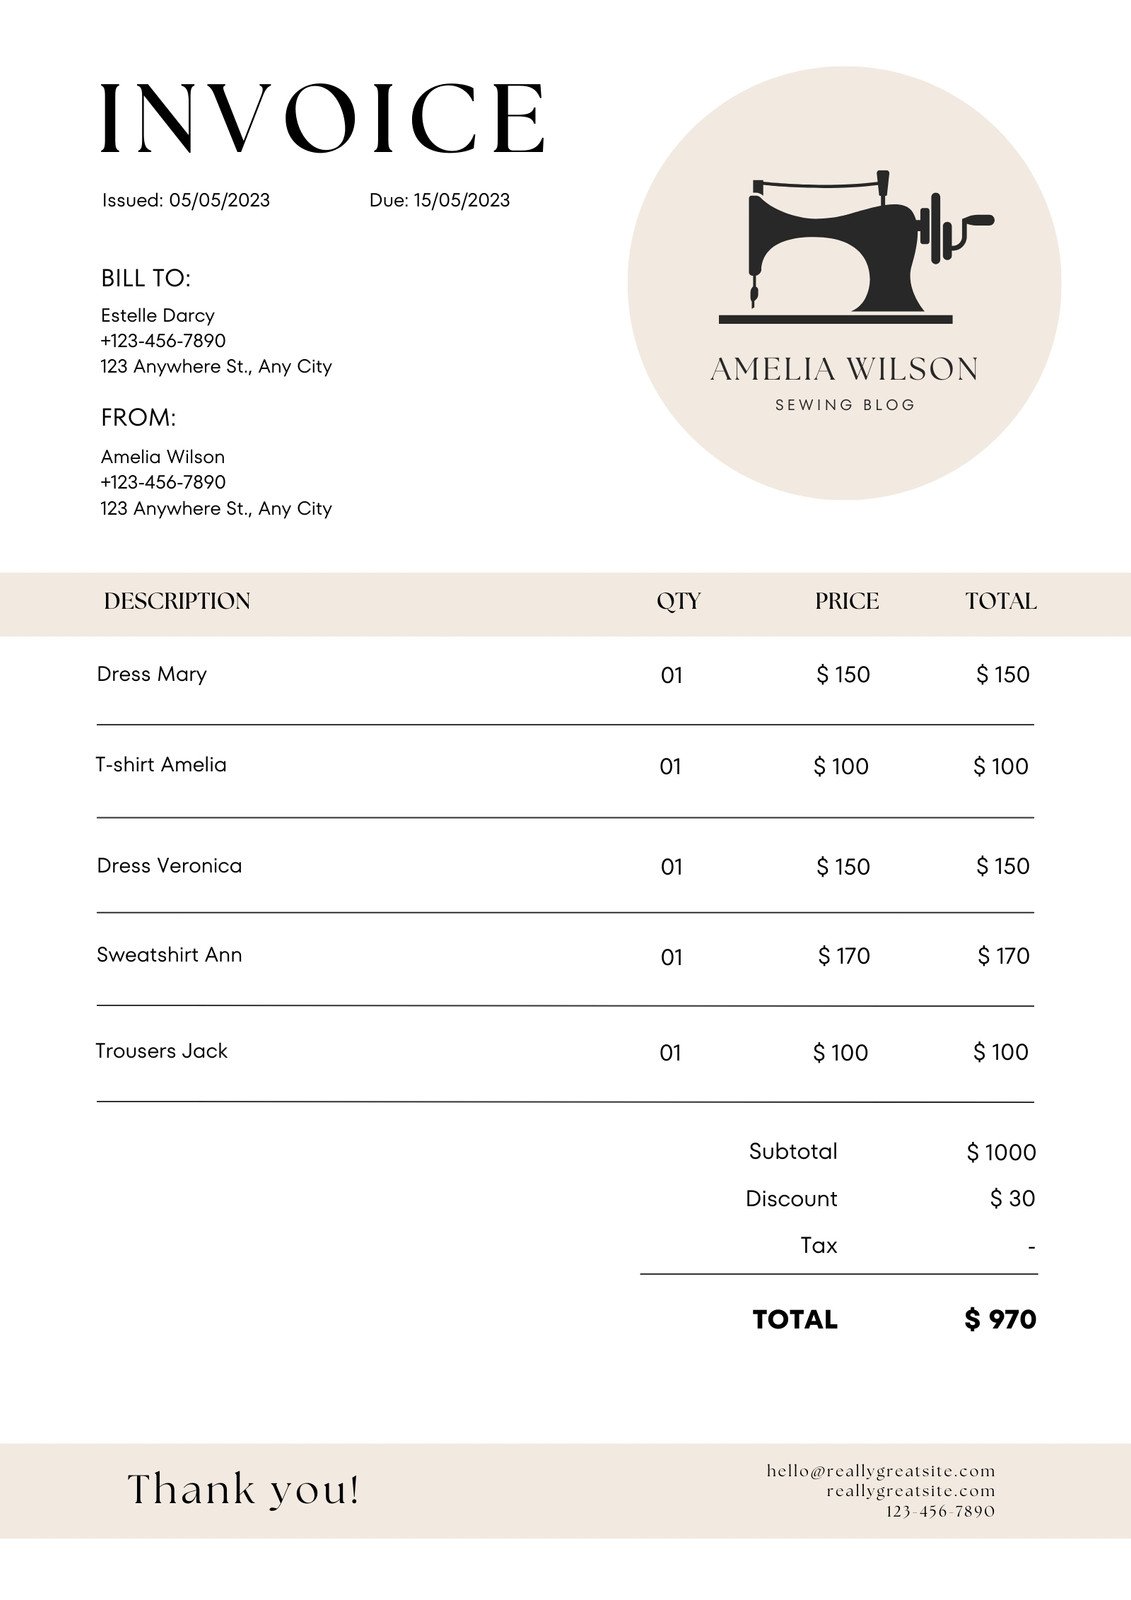 INVOICE
Issued: 05/05/2023 Due: 15/05/2023
BILL TO:
Estelle Darcy
+123-456-7890
123 Anywhere St., Any City
FROM:
Amelia Wilson
+123-456-7890
123 Anywhere St., Any City
AMELIA WILSON
SEWING BLOG
DESCRIPTION QTY PRICE TOTAL
Dress Mary 01 $ 150 $ 150
T-shirt Amelia 01 $ 100 $ 100
Dress Veronica 01 $ 150 $ 150
Sweatshirt Ann 01 $ 170 $ 170
Trousers Jack 01 $ 100 $ 100
Subtotal $ 1000
Discount $ 30
Tax -
TOTAL $ 970
Thank you!
hello@reallygreatsite.com
reallygreatsite.com
123-456-7890